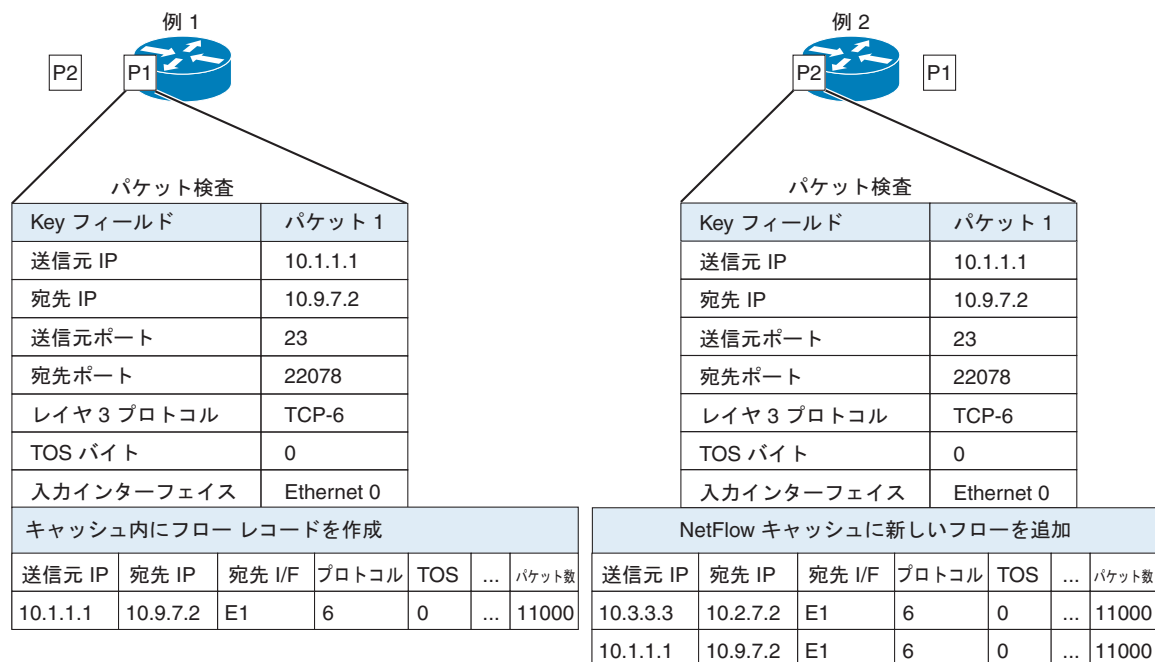 例 1
P2
P1
パケット検査
Key フィールド パケット 1
送信元 IP 10.1.1.1
宛先 IP 10.9.7.2
送信元ポート 23
宛先ポート 22078
レイヤ 3 プロトコル TCP-6
TOS バイト 0
入力インターフェイス Ethernet 0
キャッシュ内にフロー レコードを作成
送信元 IP 宛先 IP 宛先 I/F プロトコル TOS ... パケット数
10.1.1.1 10.9.7.2 E1 6 0 ... 11000
例 2
P2
P1
パケット検査
Key フィールド パケット 1
送信元 IP 10.1.1.1
宛先 IP 10.9.7.2
送信元ポート 23
宛先ポート 22078
レイヤ 3 プロトコル TCP-6
TOS バイト 0
入力インターフェイス Ethernet 0
NetFlow キャッシュに新しいフローを追加
送信元 IP 宛先 IP 宛先 I/F プロトコル TOS ... パケット数
10.3.3.3 10.2.7.2 E1 6 0 ... 11000
10.1.1.1 10.9.7.2 E1 6 0 ... 11000